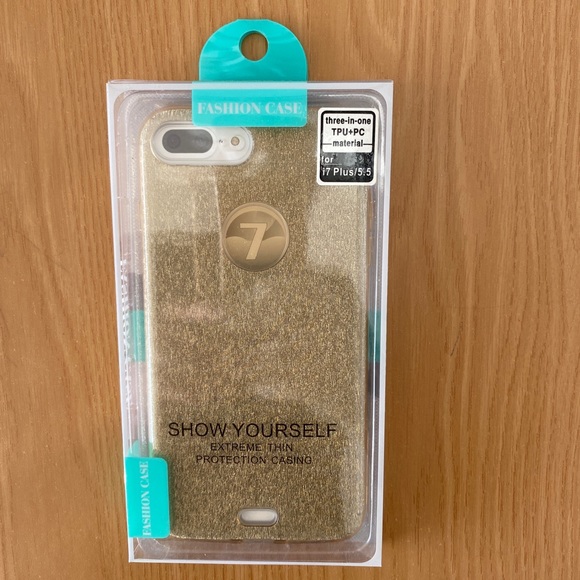 FASHION CASE
three-in-one
TPU+PC
material
for
i7 Plus/5.5
7
SHOW YOURSELF
EXTREME THIN
PROTECTION CASING
FASHION CASE